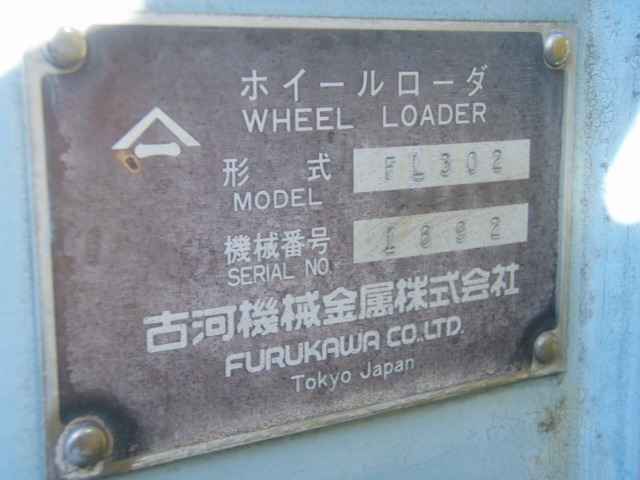 ホイールローダ
WHEEL LOADER
形式 FL302
MODEL
機械番号 1692
SERIAL NO
古河機械金属株式会社
FURUKAWA CO.,LTD.
Tokyo Japan